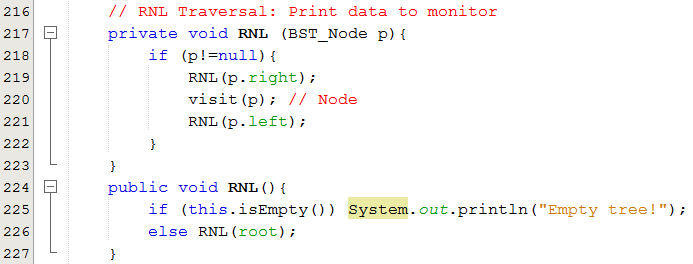 216 // RNL Traversal: Print data to monitor
217 private void RNL (BST_Node p){
218 if (p!=null){
219 RNL(p.right);
220 visit(p); // Node
221 RNL(p.left);
222 }
223 }
224 public void RNL(){
225 if (this.isEmpty()) System.out.println("Empty tree!");
226 else RNL(root);
227 }